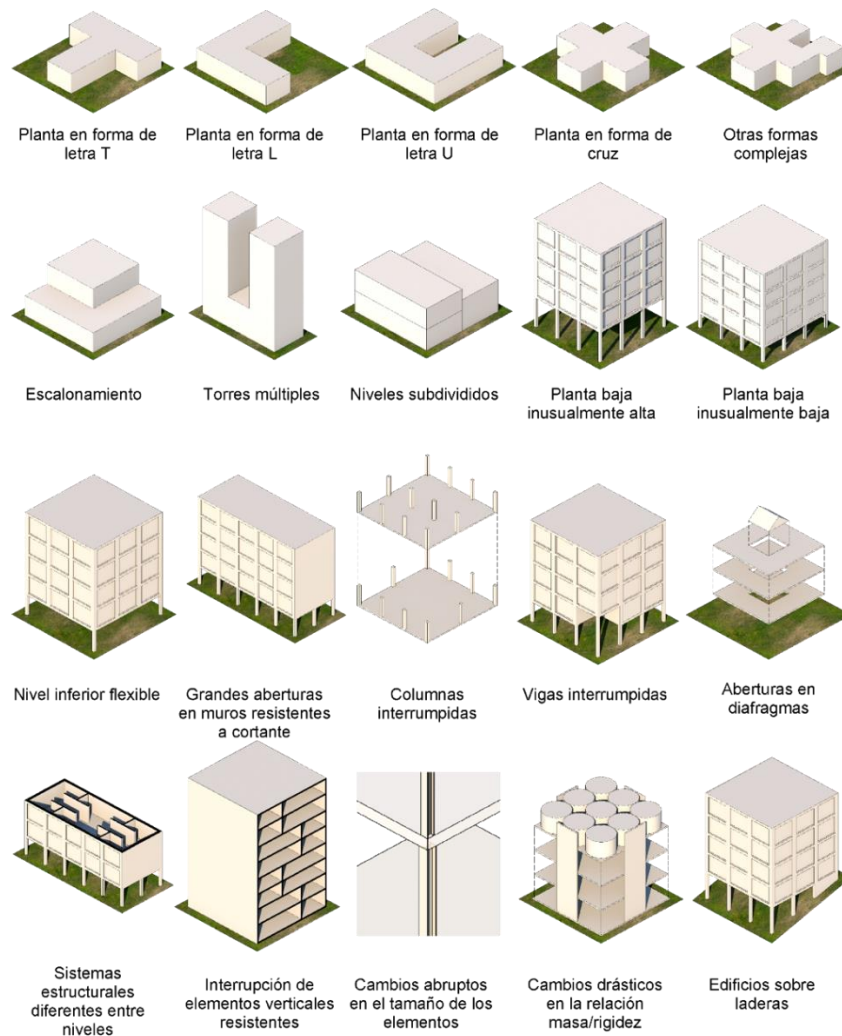 Planta en forma de
letra T
Planta en forma de
letra L
Planta en forma de
letra U
Planta en forma de
cruz
Otras formas
complejas
Escalonamiento
Torres múltiples
Niveles subdivididos
Planta baja
inusualmente alta
Planta baja
inusualmente baja
Nivel inferior flexible
Grandes aberturas
en muros resistentes
a cortante
Columnas
interrumpidas
Vigas interrumpidas
Aberturas en
diafragmas
Sistemas
estructurales
diferentes entre
niveles
Interrupción de
elementos verticales
resistentes
Cambios abruptos
en el tamaño de los
elementos
Cambios drásticos
en la relación
masa/rigidez
Edificios sobre
laderas